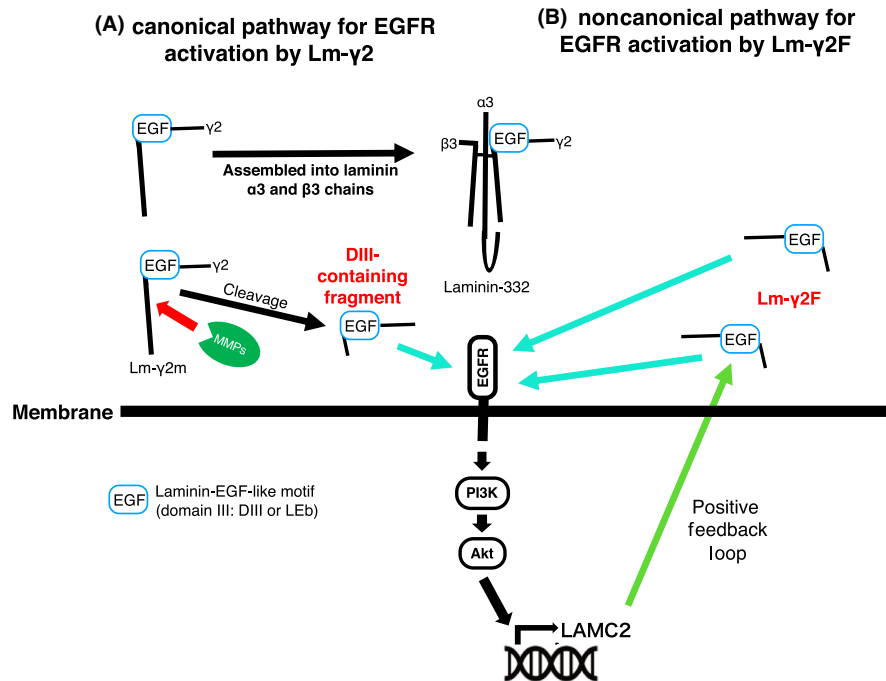 (A) canonical pathway for EGFR
activation by Lm-γ2
(B) noncanonical pathway for
EGFR activation by Lm-γ2F
EGF
γ2
Assembled into laminin
α3 and β3 chains
α3
β3
EGF
γ2
Laminin-332
EGF
γ2
Cleavage
MMPs
Lm-γ2m
DIII-
containing
fragment
EGF
EGF
Lm-γ2F
EGF
EGFR
Membrane
EGF
Laminin-EGF-like motif
(domain III: DIII or LEb)
PI3K
Akt
Positive
feedback
loop
LAMC2